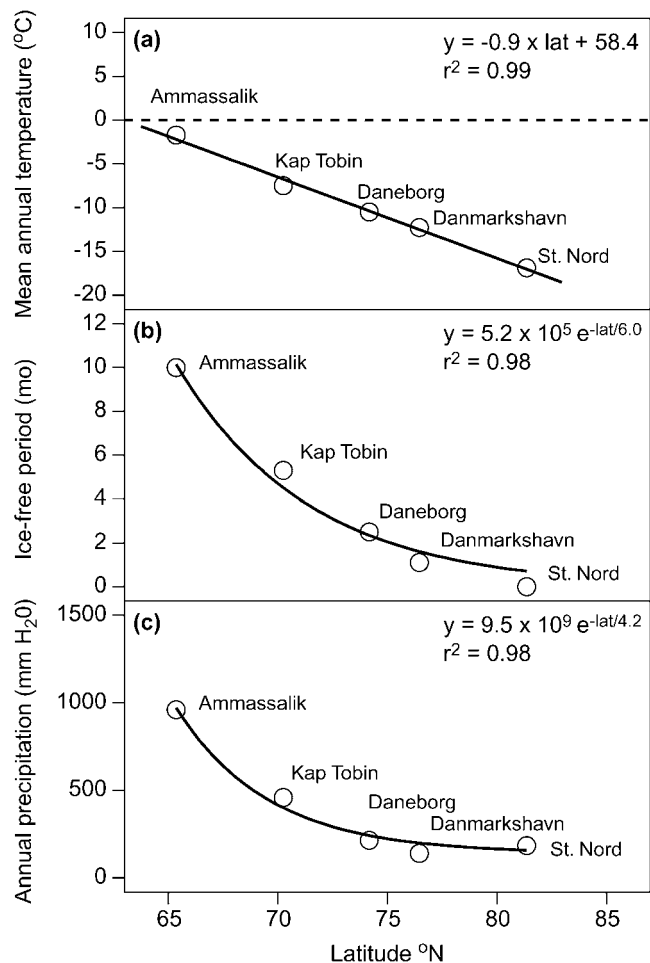 (a)
y = -0.9 x lat + 58.4
r² = 0.99
Mean annual temperature (ºC)
10
5
0
-5
-10
-15
-20
Ammassalik
Kap Tobin
Daneborg
Danmarkshavn
St. Nord
(b)
y = 5.2 x 10⁵ e^-lat/6.0
r² = 0.98
Ice-free period (mo)
12
10
8
6
4
2
0
Ammassalik
Kap Tobin
Daneborg
Danmarkshavn
St. Nord
(c)
y = 9.5 x 10⁹ e^-lat/4.2
r² = 0.98
Annual precipitation (mm H₂0)
1500
1000
500
0
Ammassalik
Kap Tobin
Daneborg
Danmarkshavn
St. Nord
65 70 75 80 85
Latitude ºN